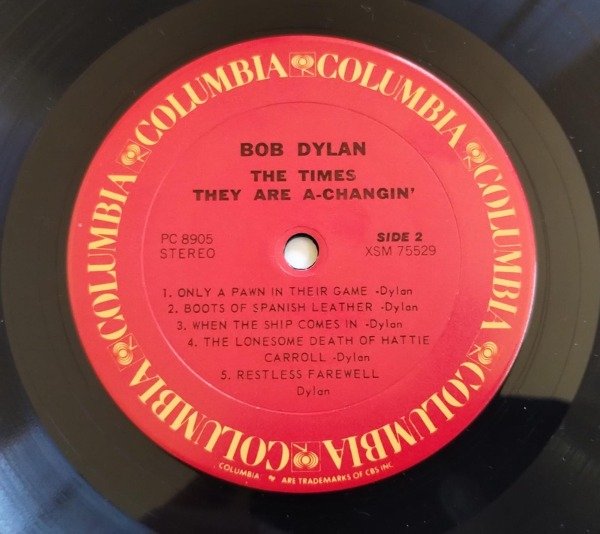 COLUMBIA COLUMBIA COLUMBIA COLUMBIA COLUMBIA COLUMBIA COLUMBIA COLUMBIA
BOB DYLAN
THE TIMES
THEY ARE A-CHANGIN'
PC 8905
STEREO
SIDE 2
XSM 75529
1. ONLY A PAWN IN THEIR GAME -Dylan
2. BOOTS OF SPANISH LEATHER -Dylan
3. WHEN THE SHIP COMES IN -Dylan
4. THE LONESOME DEATH OF HATTIE
CARROLL -Dylan
5. RESTLESS FAREWELL
Dylan
COLUMBIA ARE TRADEMARKS OF CBS INC